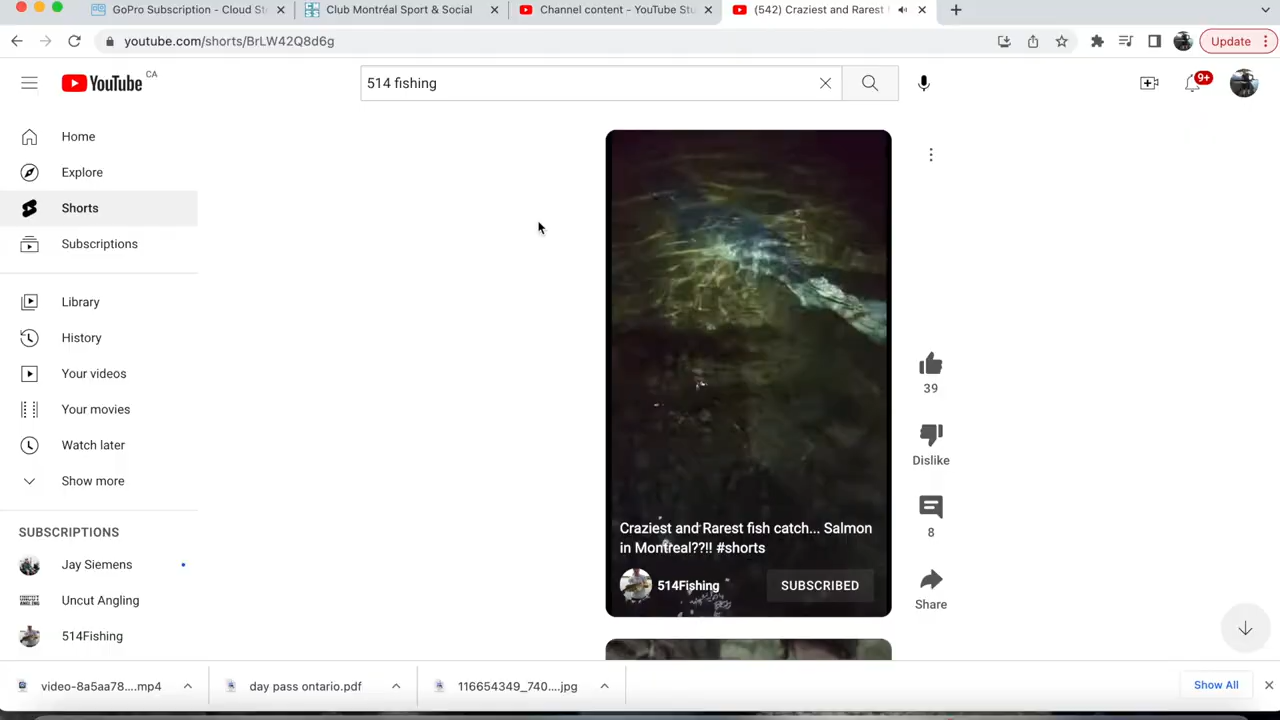 GoPro Subscription - Cloud St
Club Montréal Sport & Social
Channel content - YouTube Stu
(542) Craziest and Rarest
youtube.com/shorts/BrLW42Q8d6g
Update
YouTube CA
514 fishing
9+
Home
Explore
Shorts
Subscriptions
Library
History
Your videos
Your movies
Watch later
Show more
SUBSCRIPTIONS
Jay Siemens
Uncut Angling
514Fishing
39
Dislike
8
Share
Craziest and Rarest fish catch... Salmon
in Montreal??!! #shorts
514Fishing
SUBSCRIBED
video-8a5aa78....mp4
day pass ontario.pdf
116654349_740....jpg
Show All